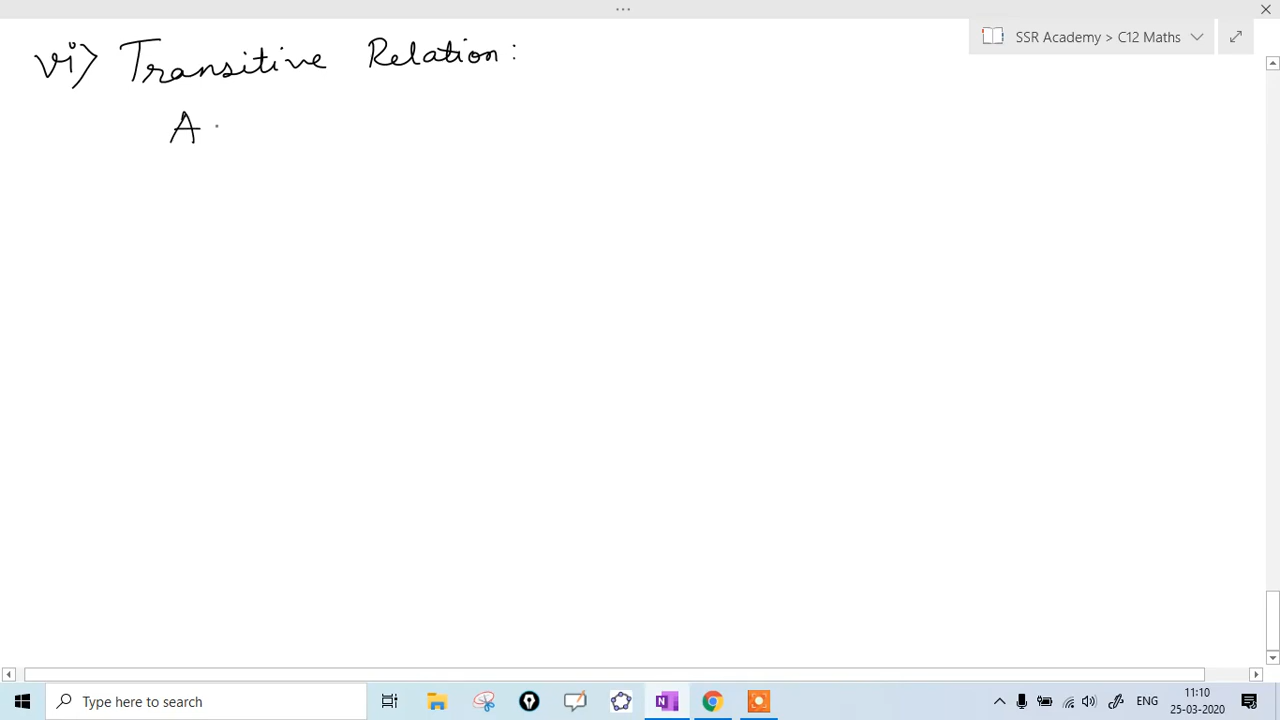 SSR Academy > C12 Maths
vi) Transitive Relation:
A
Type here to search
ENG
11:10
25-03-2020